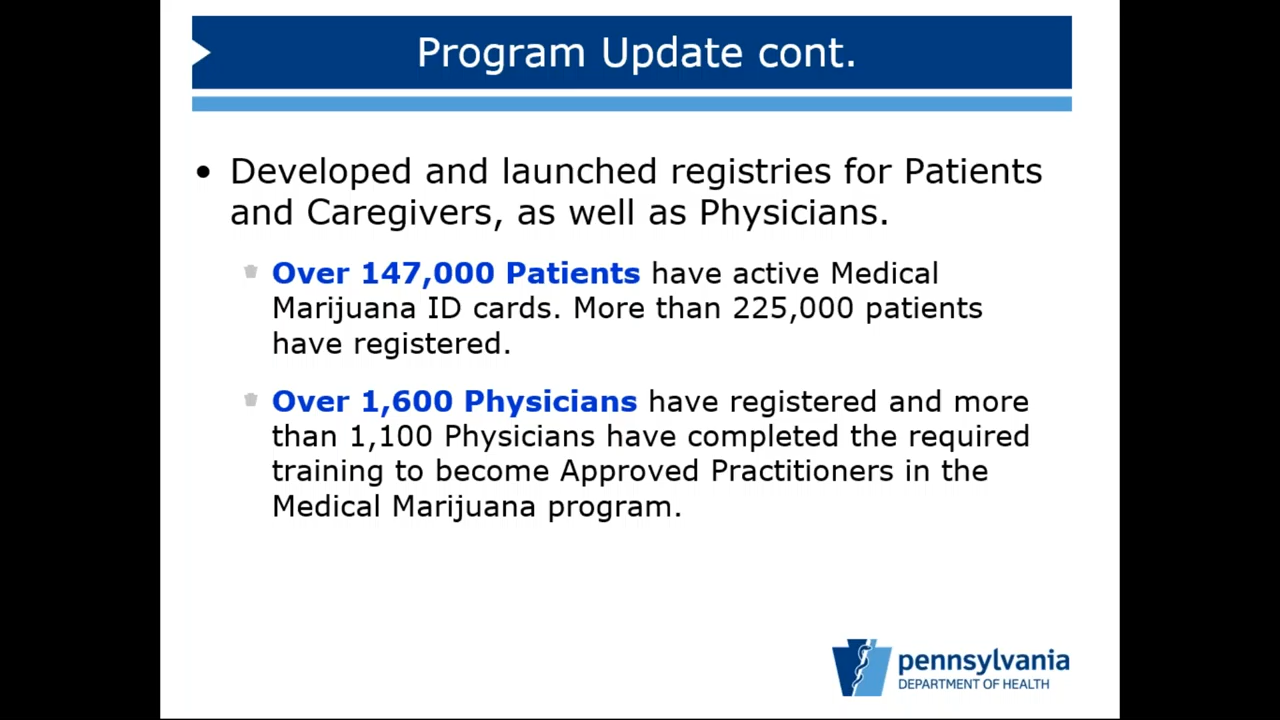 Program Update cont.
• Developed and launched registries for Patients
and Caregivers, as well as Physicians.
Over 147,000 Patients have active Medical
Marijuana ID cards. More than 225,000 patients
have registered.
Over 1,600 Physicians have registered and more
than 1,100 Physicians have completed the required
training to become Approved Practitioners in the
Medical Marijuana program.
pennsylvania
DEPARTMENT OF HEALTH